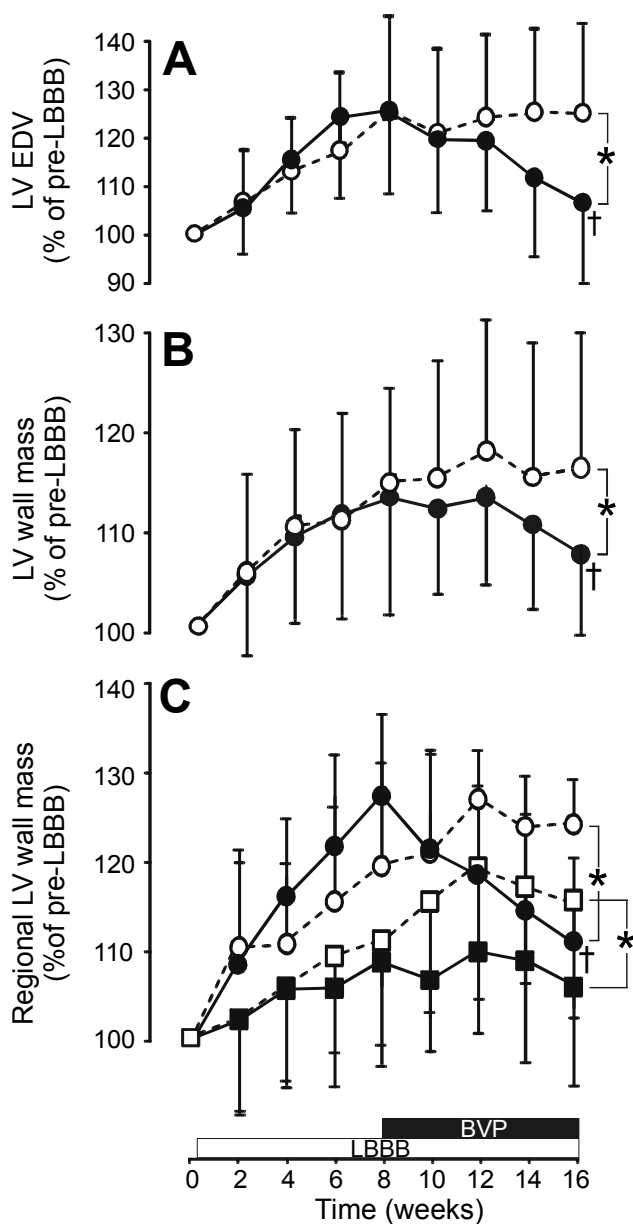 A
LV EDV
(% of pre-LBBB)
140
130
120
110
100
90
*
†
B
LV wall mass
(% of pre-LBBB)
130
120
110
100
*
†
C
Regional LV wall mass
(%of pre-LBBB)
140
130
120
110
100
*
*
†
BVP
LBBB
0 2 4 6 8 10 12 14 16
Time (weeks)